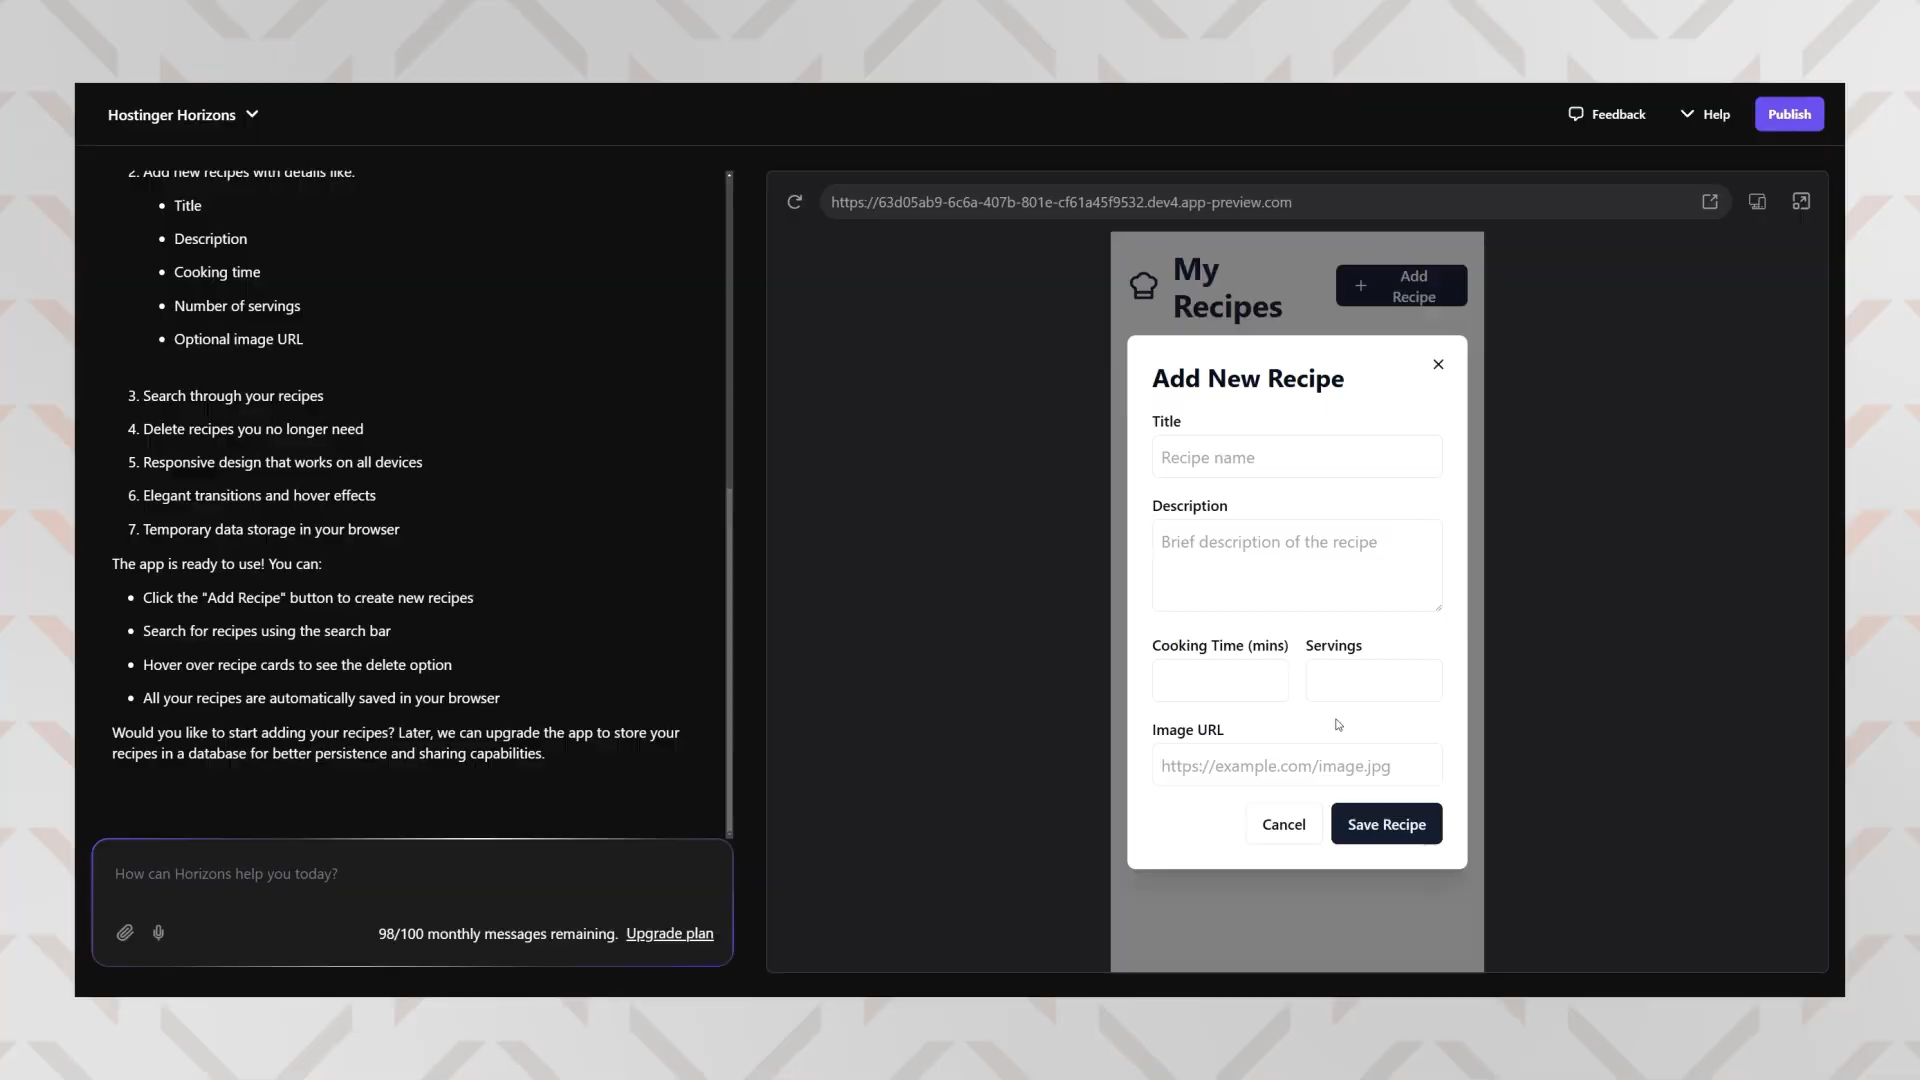 Hostinger Horizons
Feedback
Help
Publish
2. Add new recipes with details like:
Title
Description
Cooking time
Number of servings
Optional image URL
3. Search through your recipes
4. Delete recipes you no longer need
5. Responsive design that works on all devices
6. Elegant transitions and hover effects
7. Temporary data storage in your browser
The app is ready to use! You can:
Click the "Add Recipe" button to create new recipes
Search for recipes using the search bar
Hover over recipe cards to see the delete option
All your recipes are automatically saved in your browser
Would you like to start adding your recipes? Later, we can upgrade the app to store your
recipes in a database for better persistence and sharing capabilities.
How can Horizons help you today?
98/100 monthly messages remaining. Upgrade plan
https://63d05ab9-6c6a-407b-801e-cf61a45f9532.dev4.app-preview.com
My
Recipes
+ Add
Recipe
Add New Recipe
Title
Recipe name
Description
Brief description of the recipe
Cooking Time (mins) Servings
Image URL
https://example.com/image.jpg
Cancel
Save Recipe